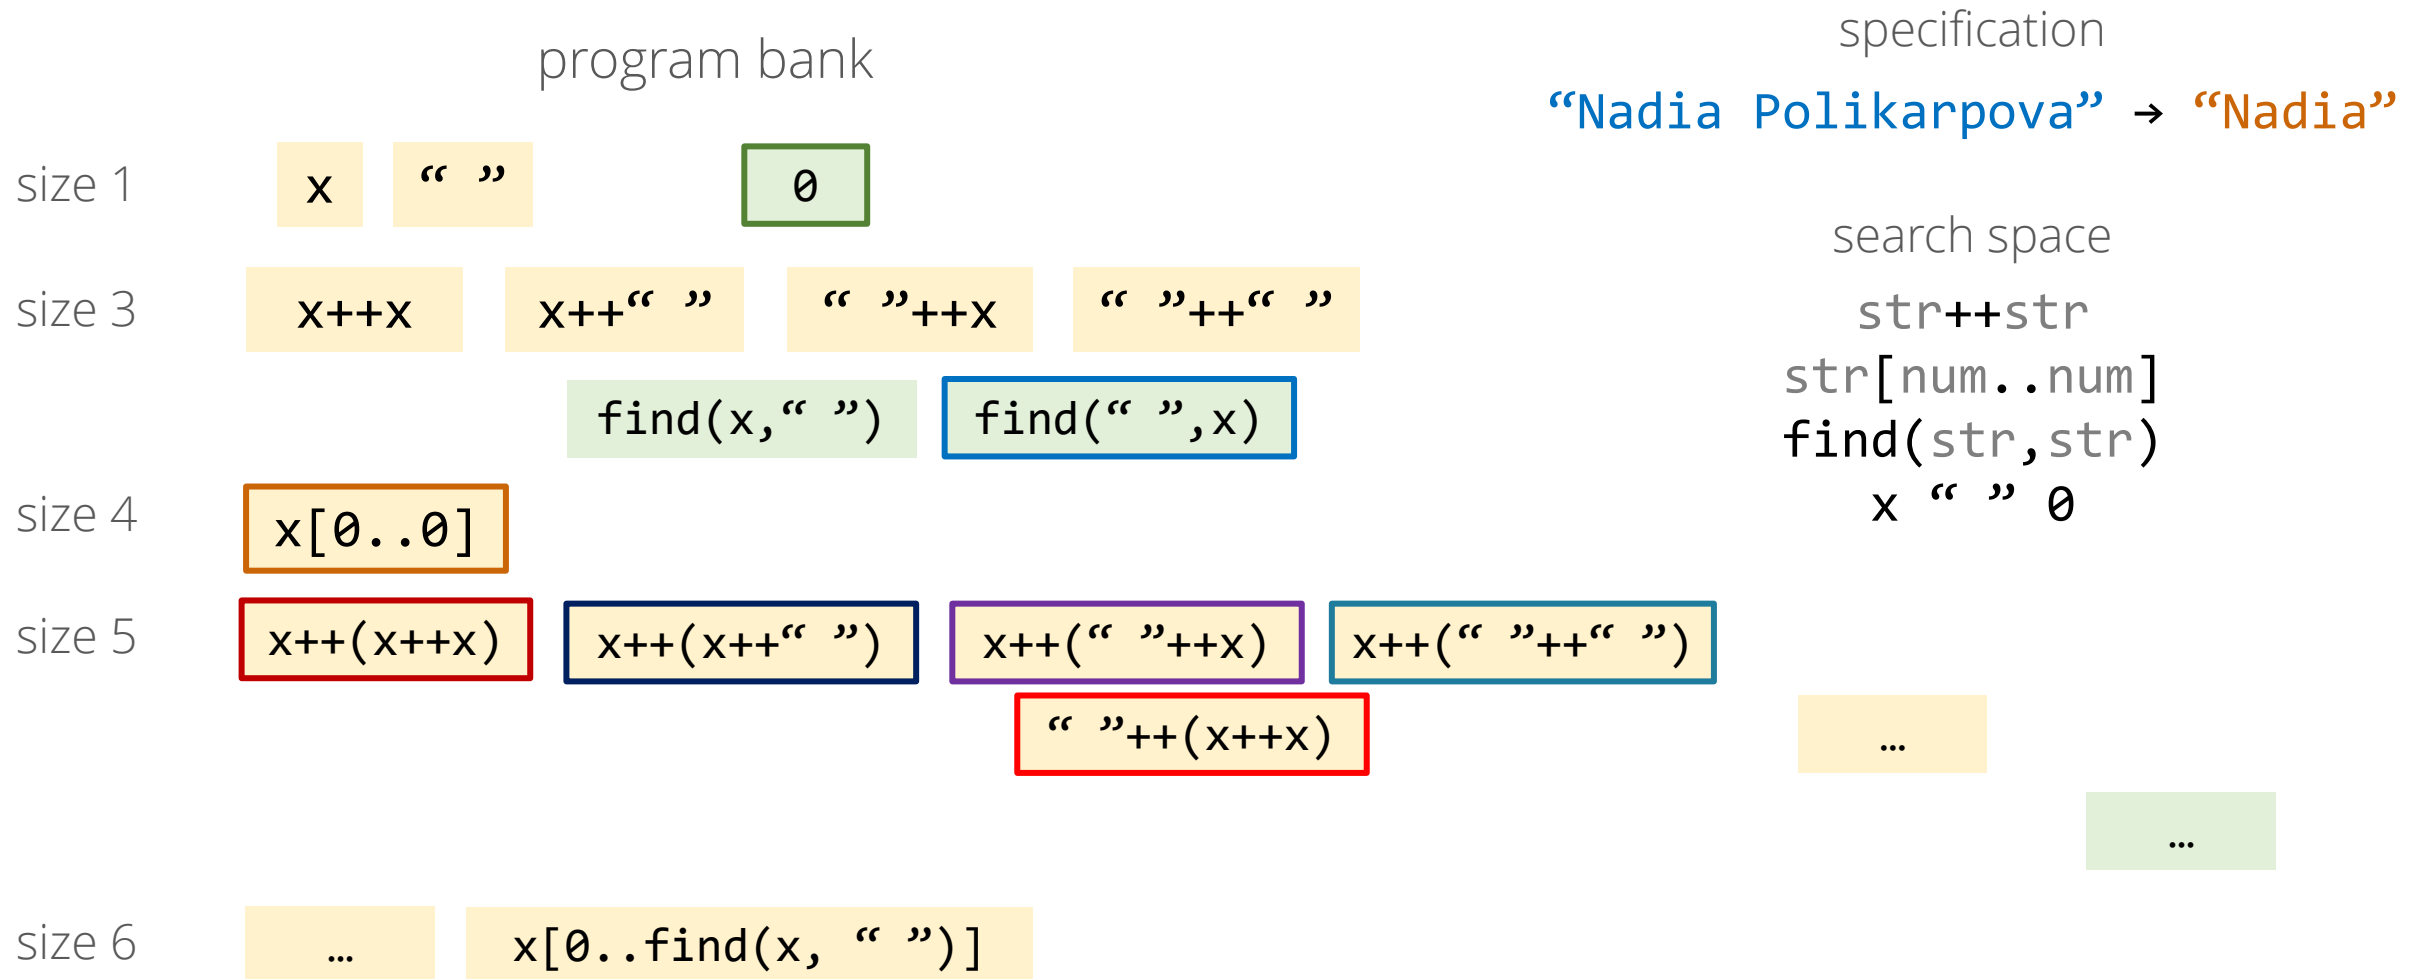 program bank
specification
“Nadia Polikarpova” → “Nadia”
size 1
x
“ ”
0
search space
str++str
str[num..num]
find(str,str)
x “ ” 0
size 3
x++x
x++“ ”
“ ”++x
“ ”++“ ”
find(x,“ ”)
find(“ ”,x)
size 4
x[0..0]
size 5
x++(x++x)
x++(x++“ ”)
x++(“ ”++x)
x++(“ ”++“ ”)
“ ”++(x++x)
…
…
size 6
…
x[0..find(x, “ ”)]